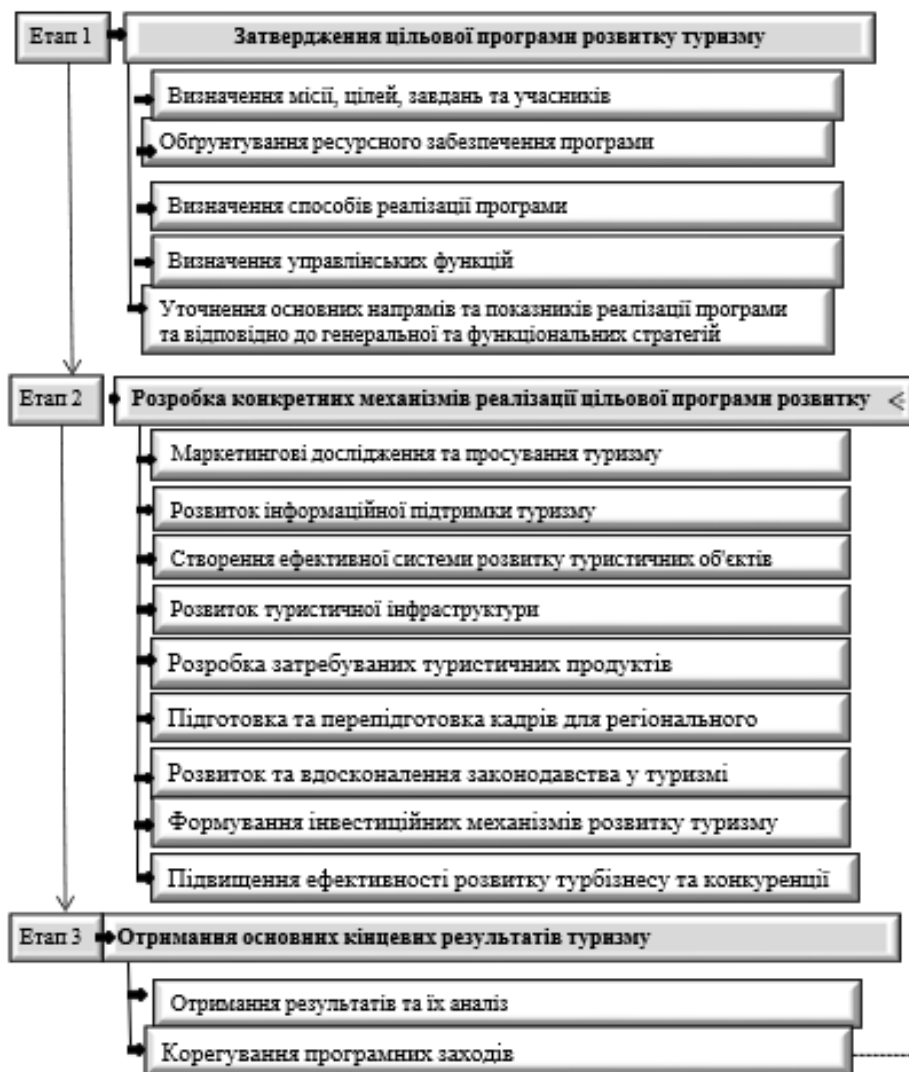 Етап 1
Затвердження цільової програми розвитку туризму
Визначення місії, цілей, завдань та учасників
Обґрунтування ресурсного забезпечення програми
Визначення способів реалізації програми
Визначення управлінських функцій
Уточнення основних напрямів та показників реалізації програми
та відповідно до генеральної та функціональних стратегій
Етап 2
Розробка конкретних механізмів реалізації цільової програми розвитку
Маркетингові дослідження та просування туризму
Розвиток інформаційної підтримки туризму
Створення ефективної системи розвитку туристичних об'єктів
Розвиток туристичної інфраструктури
Розробка затребуваних туристичних продуктів
Підготовка та перепідготовка кадрів для регіонального
Розвиток та вдосконалення законодавства у туризмі
Формування інвестиційних механізмів розвитку туризму
Підвищення ефективності розвитку турбізнесу та конкуренції
Етап 3
Отримання основних кінцевих результатів туризму
Отримання результатів та їх аналіз
Корегування програмних заходів